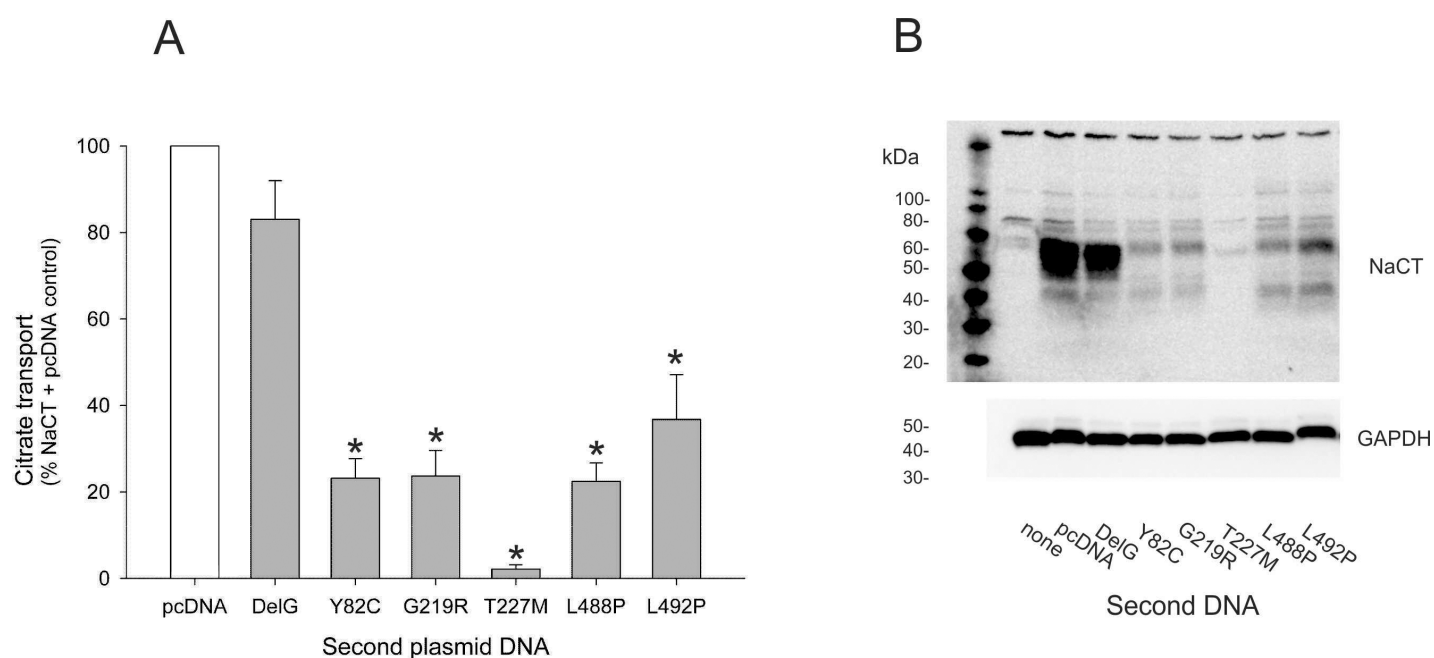 A
Citrate transport
(% NaCT + pcDNA control)
100
80
60
40
20
0
*
*
*
*
*
pcDNA
DelG
Y82C
G219R
T227M
L488P
L492P
Second plasmid DNA
B
kDa
100-
80-
60-
50-
40-
30-
20-
NaCT
50-
40-
30-
GAPDH
none
pcDNA
DelG
Y82C
G219R
T227M
L488P
L492P
Second DNA